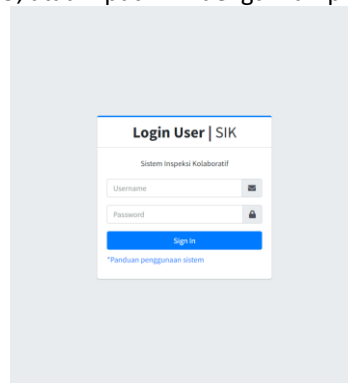 Login User | SIK
Sistem Inspeksi Kolaboratif
Username
Password
Sign In
*Panduan penggunaan sistem